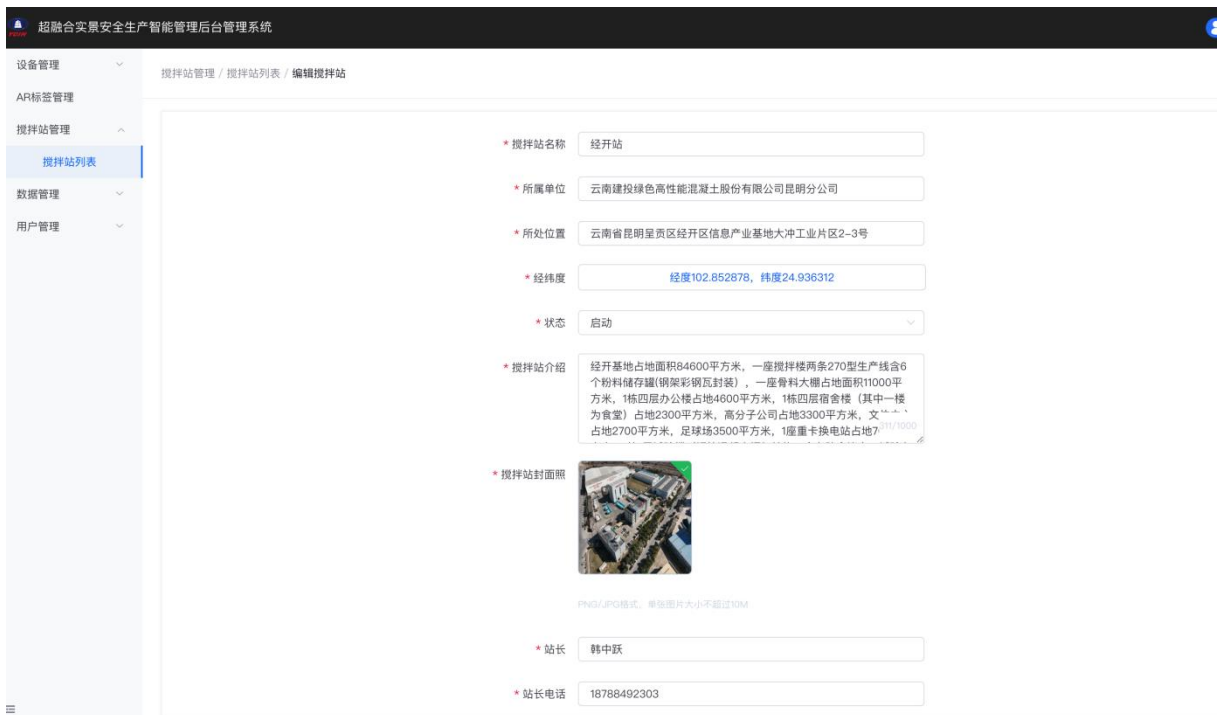 超融合实景安全生产智能管理后台管理系统
设备管理
AR标签管理
搅拌站管理
搅拌站列表
数据管理
用户管理
搅拌站管理 / 搅拌站列表 / 编辑搅拌站
* 搅拌站名称 经开站
* 所属单位 云南建投绿色高性能混凝土股份有限公司昆明分公司
* 所处位置 云南省昆明呈贡区经开区信息产业基地大冲工业片区2-3号
* 经纬度 经度102.852878，纬度24.936312
* 状态 启动
* 搅拌站介绍 经开基地占地面积84600平方米，一座搅拌楼两条270型生产线含6
个粉料储存罐(钢架彩钢瓦封装），一座骨料大棚占地面积11000平
方米，1栋四层办公楼占地4600平方米，1栋四层宿舍楼（其中一楼
为食堂）占地2300平方米，高分子公司占地3300平方米，文
占地2700平方米，足球场3500平方米，1座重卡换电站占地7 /1000
* 搅拌站封面照
PNG/JPG格式，单张图片大小不超过10M
* 站长 韩中跃
* 站长电话 18788492303